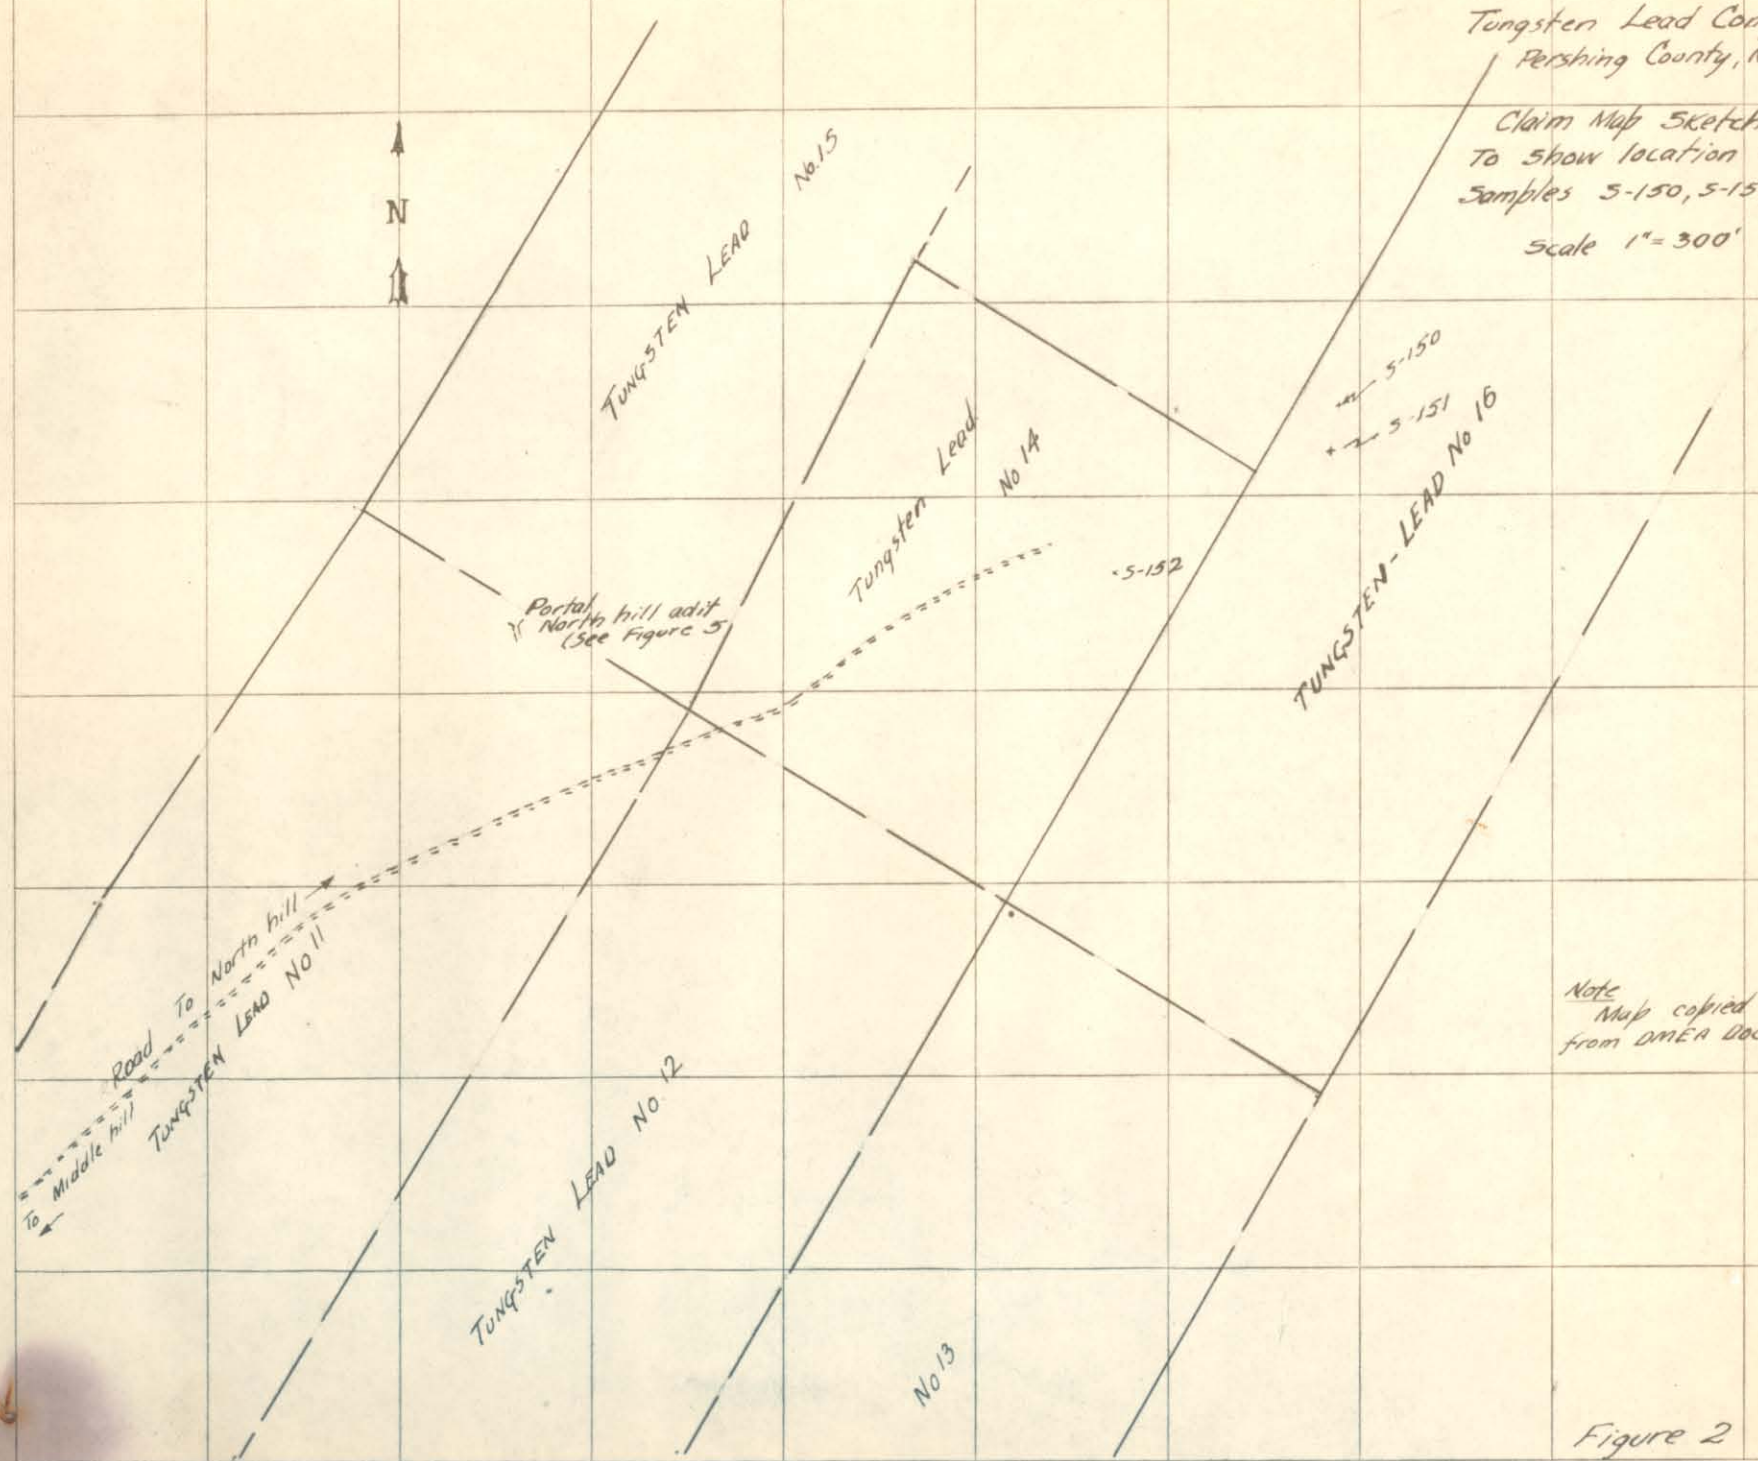 Tungsten Lead
Pershing County,
Claim Map Sketch
To show location
Samples S-150, S-15
Scale 1"= 300'
N
TUNGSTEN LEAD No. 15
S-150
S-151
TUNGSTEN - LEAD No 16
Tungsten Lead
No 14
S-152
Portal
North hill adit
(See Figure 5
Road To North hill
TUNGSTEN LEAD NO 11
To Middle hill
TUNGSTEN LEAD No. 12
No 13
Note
Map copied
from DMEA
Figure 2